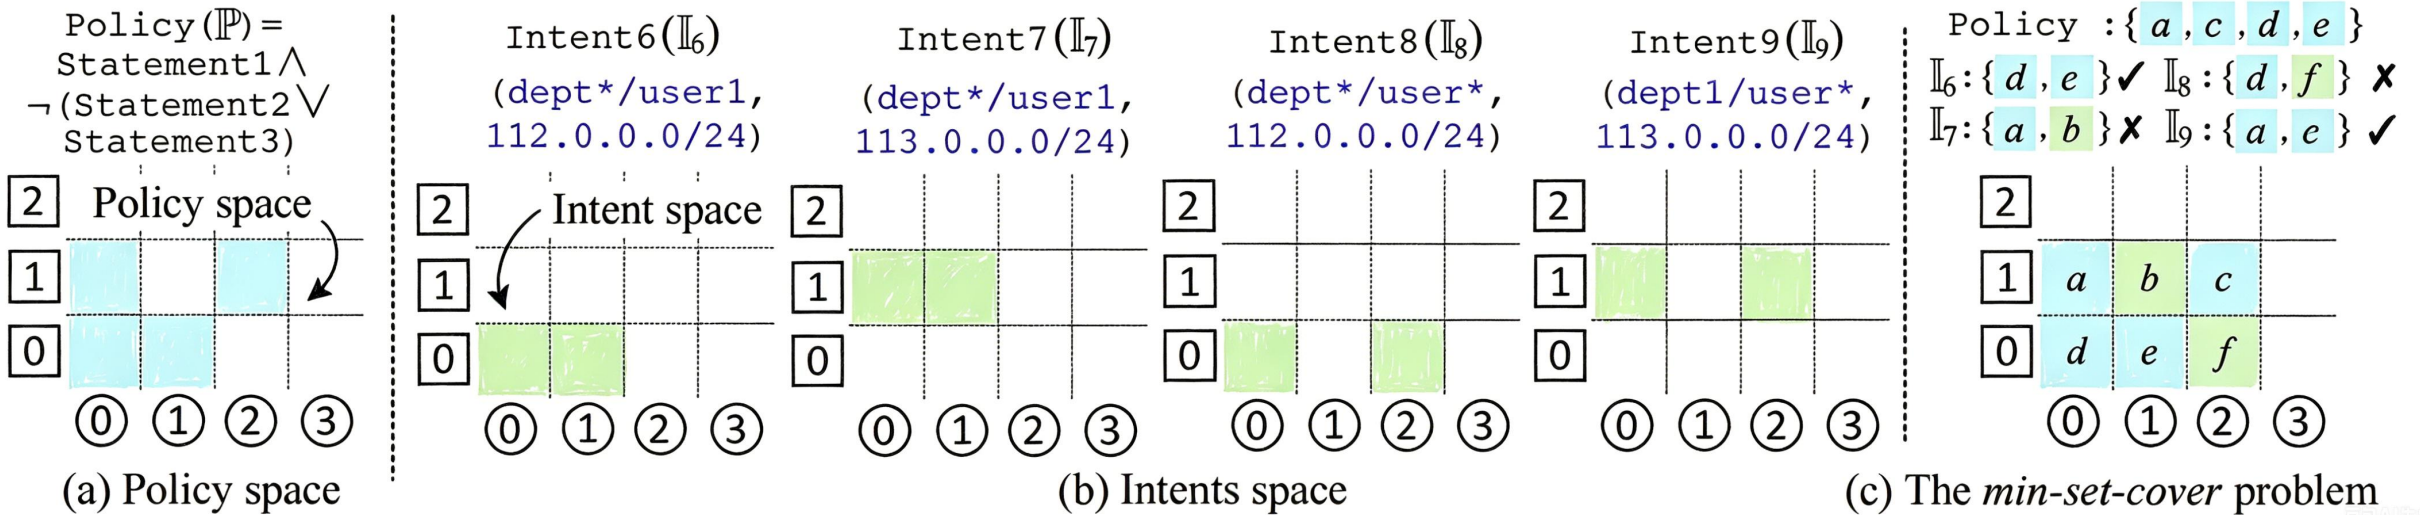 Policy(ℙ)=
Statement1∧
¬(Statement2∨
Statement3)
2
Policy space
1
0
0 1 2 3
(a) Policy space
Intent6(𝕀6)
(dept*/user1,
112.0.0.0/24)
2
Intent space
1
0
0 1 2 3
Intent7(𝕀7)
(dept*/user1,
113.0.0.0/24)
2
1
0
0 1 2 3
Intent8(𝕀8)
(dept*/user*,
112.0.0.0/24)
2
1
0
0 1 2 3
Intent9(𝕀9)
(dept1/user*,
113.0.0.0/24)
2
1
0
0 1 2 3
(b) Intents space
Policy :{a,c,d,e}
𝕀6:{d,e}✓ 𝕀8:{d,f} ✗
𝕀7:{a,b}✗ 𝕀9:{a,e} ✓
2
1 a b c
0 d e f
0 1 2 3
(c) The min-set-cover problem